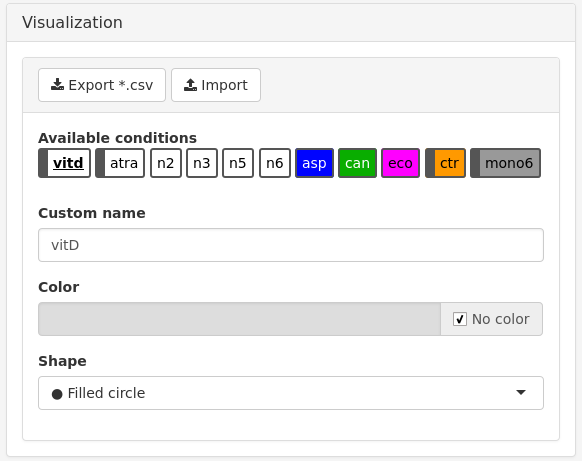 Visualization
Export *.csv Import
Available conditions
vitd atra n2 n3 n5 n6 asp can eco ctr mono6
Custom name
vitD
Color
No color
Shape
Filled circle